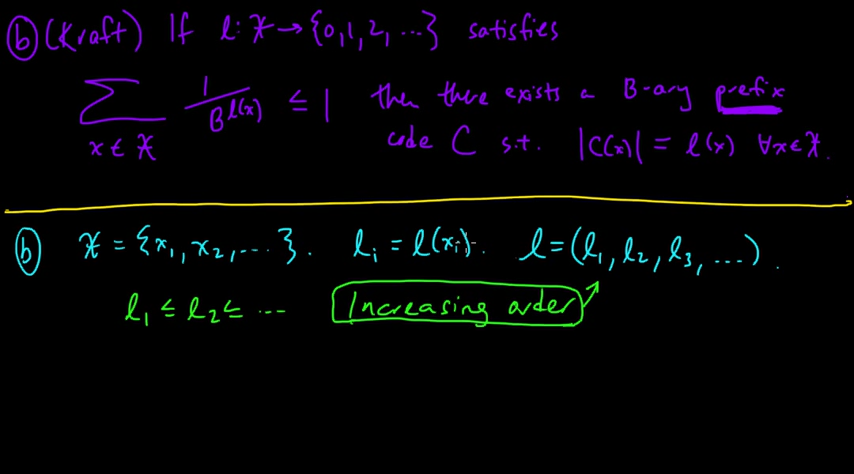 ⓑ (Kraft) If l: 𝒳 → {0, 1, 2, ...} satisfies
∑_{x ∈ 𝒳} 1/B^{l(x)} ≤ 1 then there exists a B-ary prefix
code C s.t. |C(x)| = l(x) ∀x ∈ 𝒳.
ⓑ 𝒳 = {x₁, x₂, ...}. lᵢ = l(xᵢ). l = (l₁, l₂, l₃, ...).
l₁ ≤ l₂ ≤ ... Increasing order